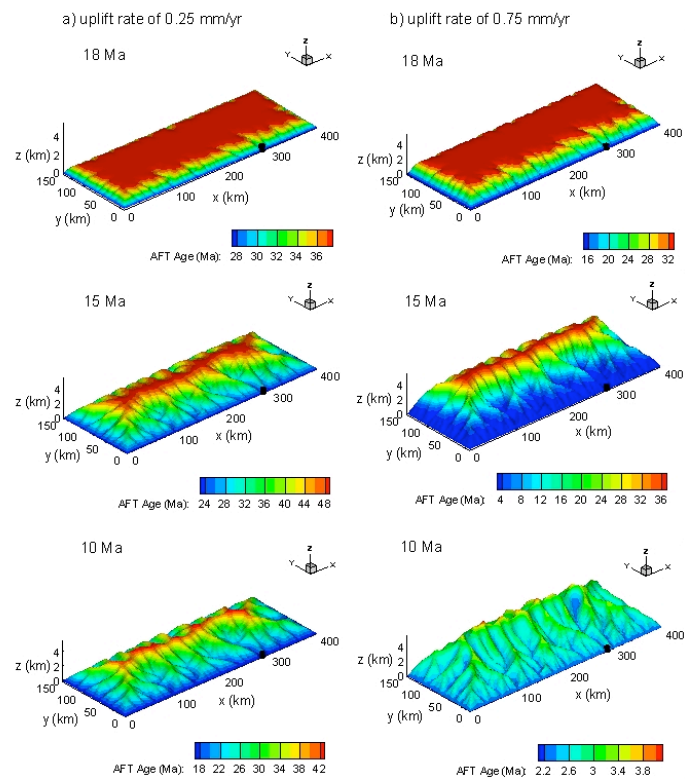 a) uplift rate of 0.25 mm/yr
b) uplift rate of 0.75 mm/yr
18 Ma
z
Y
X
4
z (km) 2
0
150
100
y (km) 50
0
0
100
200
x (km)
300
400
28 30 32 34 36
AFT Age (Ma):
18 Ma
z
Y
X
4
z (km) 2
0
150
100
y (km) 50
0
0
100
200
x (km)
300
400
16 20 24 28 32
AFT Age (Ma):
15 Ma
z
Y
X
4
z (km) 2
0
150
100
y (km) 50
0
0
100
200
x (km)
300
400
24 28 32 36 40 44 48
AFT Age (Ma):
15 Ma
z
Y
X
4
z (km) 2
0
150
100
y (km) 50
0
0
100
200
x (km)
300
400
4 8 12 16 20 24 28 32 36
AFT Age (Ma):
10 Ma
z
Y
X
4
z (km) 2
0
150
100
y (km) 50
0
0
100
200
x (km)
300
400
18 22 26 30 34 38 42
AFT Age (Ma):
10 Ma
z
Y
X
4
z (km) 2
0
150
100
y (km) 50
0
0
100
200
x (km)
300
400
2.2 2.6 3 3.4 3.8
AFT Age (Ma):